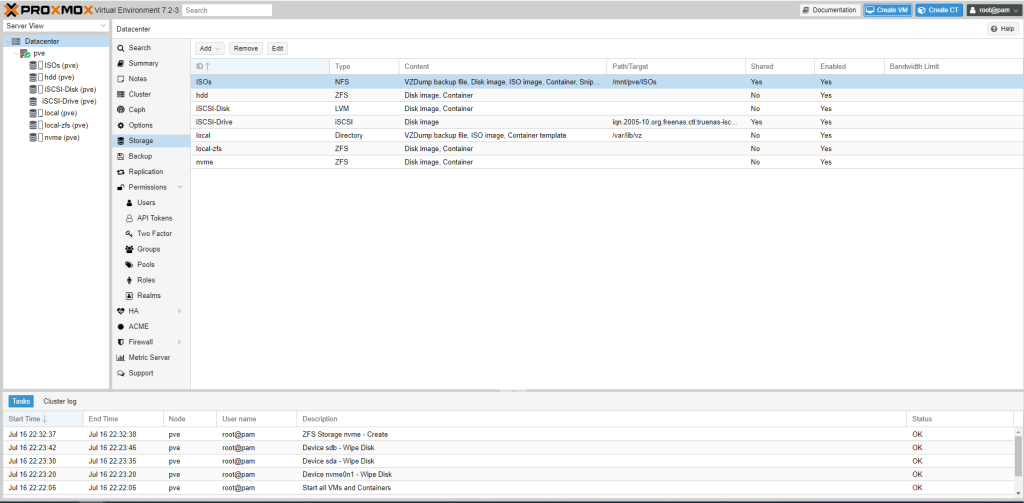 PROXMOX Virtual Environment 7.2-3 Search Documentation Create VM Create CT root@pam
Server View
Datacenter
pve
ISOs (pve)
hdd (pve)
iSCSI-Disk (pve)
iSCSI-Drive (pve)
local (pve)
local-zfs (pve)
nvme (pve)
Datacenter Help
Search
Summary
Notes
Cluster
Ceph
Options
Storage
Backup
Replication
Permissions
Users
API Tokens
Two Factor
Groups
Pools
Roles
Realms
HA
ACME
Firewall
Metric Server
Support
Add Remove Edit
ID Type Content Path/Target Shared Enabled Bandwidth Limit
ISOs NFS VZDump backup file, Disk image, ISO image, Container, Snip... /mnt/pve/ISOs Yes Yes
hdd ZFS Disk image, Container No Yes
iSCSI-Disk LVM Disk image, Container No Yes
iSCSI-Drive iSCSI Disk image iqn.2005-10.org.freenas.ctl:truenas-isc... Yes Yes
local Directory VZDump backup file, ISO image, Container template /var/lib/vz No Yes
local-zfs ZFS Disk image, Container No Yes
nvme ZFS Disk image, Container No Yes
Tasks Cluster log
Start Time End Time Node User name Description Status
Jul 16 22:32:37 Jul 16 22:32:38 pve root@pam ZFS Storage nvme - Create OK
Jul 16 22:23:42 Jul 16 22:23:46 pve root@pam Device sdb - Wipe Disk OK
Jul 16 22:23:30 Jul 16 22:23:35 pve root@pam Device sda - Wipe Disk OK
Jul 16 22:23:20 Jul 16 22:23:20 pve root@pam Device nvme0n1 - Wipe Disk OK
Jul 16 22:22:06 Jul 16 22:22:06 pve root@pam Start all VMs and Containers OK